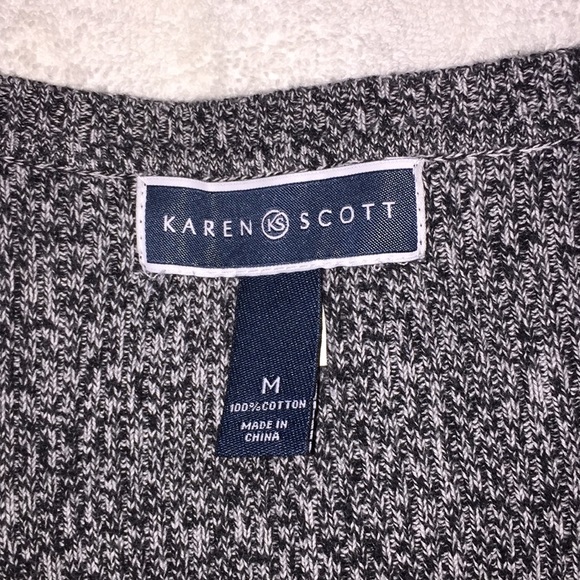 KAREN KS SCOTT
M
100% COTTON
MADE IN
CHINA